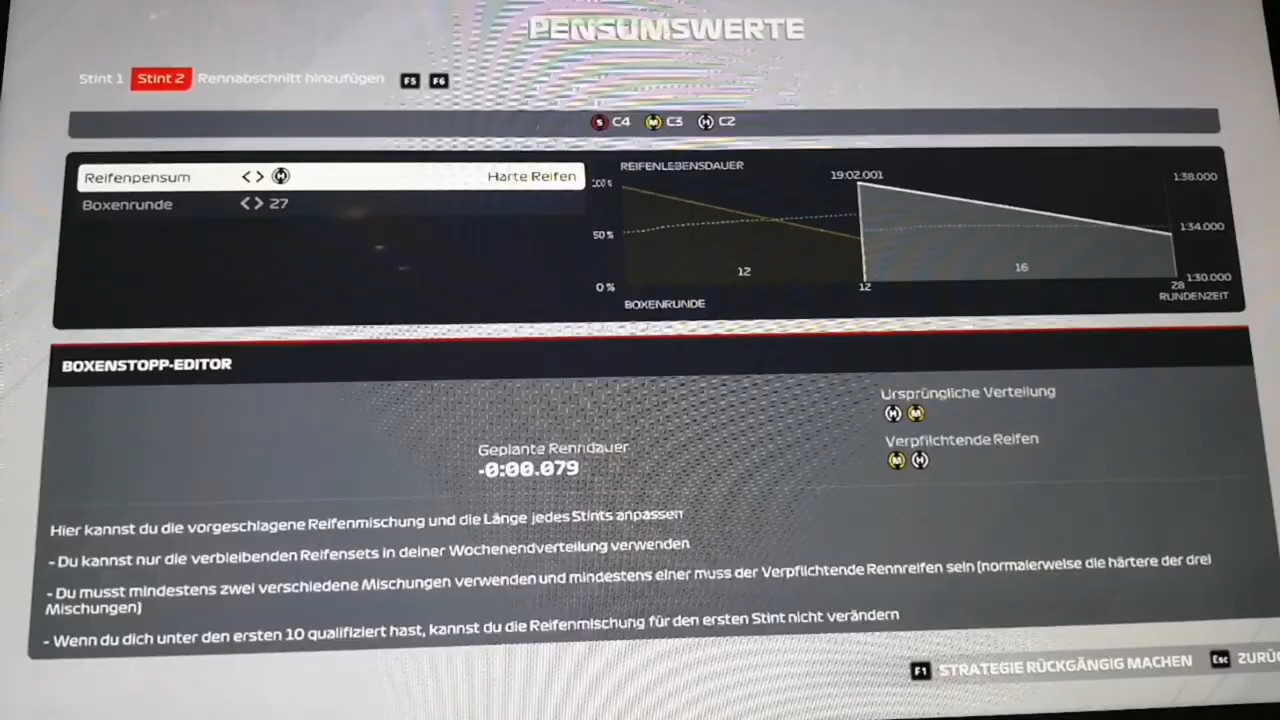 PENSUMSWERTE
Stint 1 Stint 2 Rennabschnitt hinzufügen F5 F6
S C4 M C3 H C2
Reifenpensum < > H Harte Reifen
Boxenrunde < > 27
REIFENLEBENSDAUER
19:02.001
100 %
50 %
0 %
1:38.000
1:34.000
1:30.000
12
16
12
28
BOXENRUNDE
RUNDENZEIT
BOXENSTOPP-EDITOR
Ursprüngliche Verteilung
H M
Geplante Renndauer
-0:00.079
Verpflichtende Reifen
M H
Hier kannst du die vorgeschlagene Reifenmischung und die Länge jedes Stints anpassen
- Du kannst nur die verbleibenden Reifensets in deiner Wochenendverteilung verwenden
- Du musst mindestens zwei verschiedene Mischungen verwenden und mindestens einer muss der Verpflichtende Rennreifen sein (normalerweise die härtere der drei
Mischungen)
- Wenn du dich unter den ersten 10 qualifiziert hast, kannst du die Reifenmischung für den ersten Stint nicht verändern
F1 STRATEGIE RÜCKGÄNGIG MACHEN Esc ZURÜC